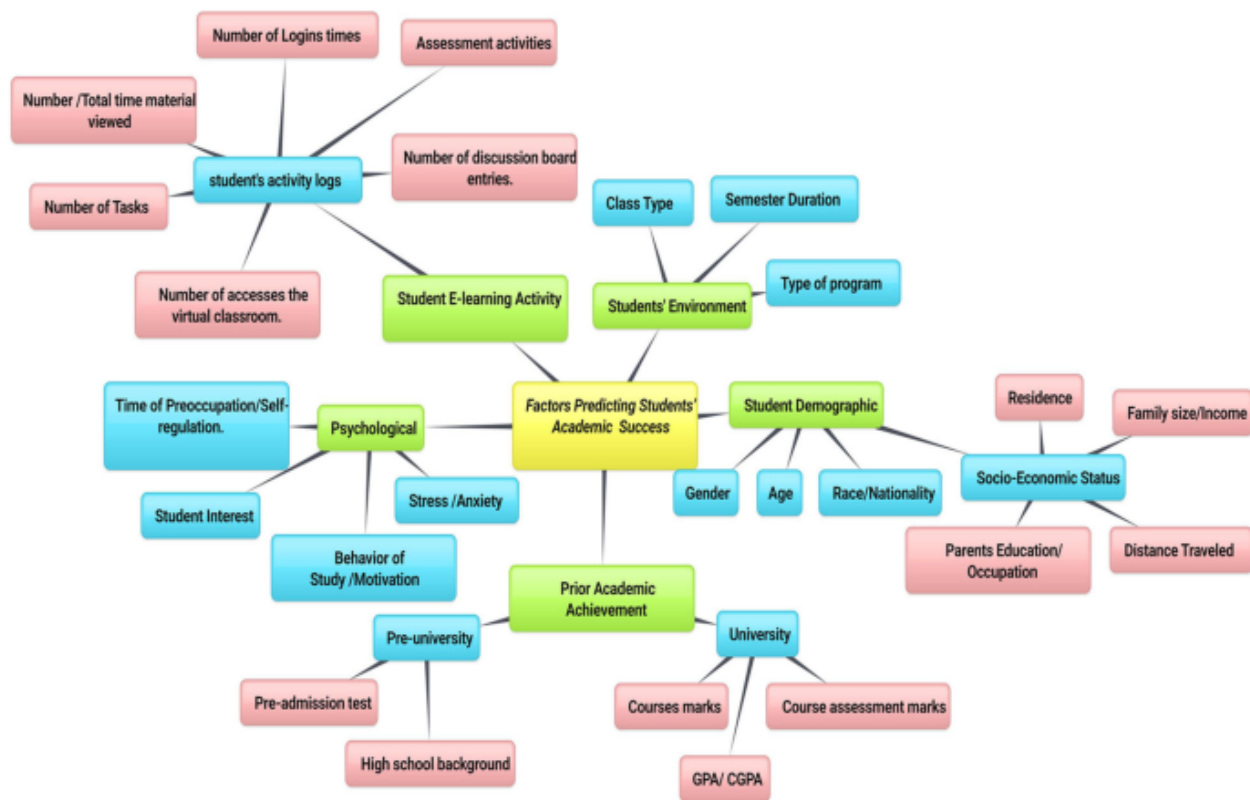 Number of Logins times
Assessment activities
Number /Total time material
viewed
Number of discussion board
entries.
student's activity logs
Number of Tasks
Class Type
Semester Duration
Number of accesses the
virtual classroom.
Student E-learning Activity
Students' Environment
Type of program
Time of Preoccupation/Self-
regulation.
Psychological
Factors Predicting Students'
Academic Success
Student Demographic
Residence
Family size/Income
Student Interest
Stress /Anxiety
Gender
Age
Race/Nationality
Socio-Economic Status
Behavior of
Study /Motivation
Parents Education/
Occupation
Distance Traveled
Prior Academic
Achievement
Pre-university
University
Pre-admission test
Courses marks
Course assessment marks
High school background
GPA/ CGPA